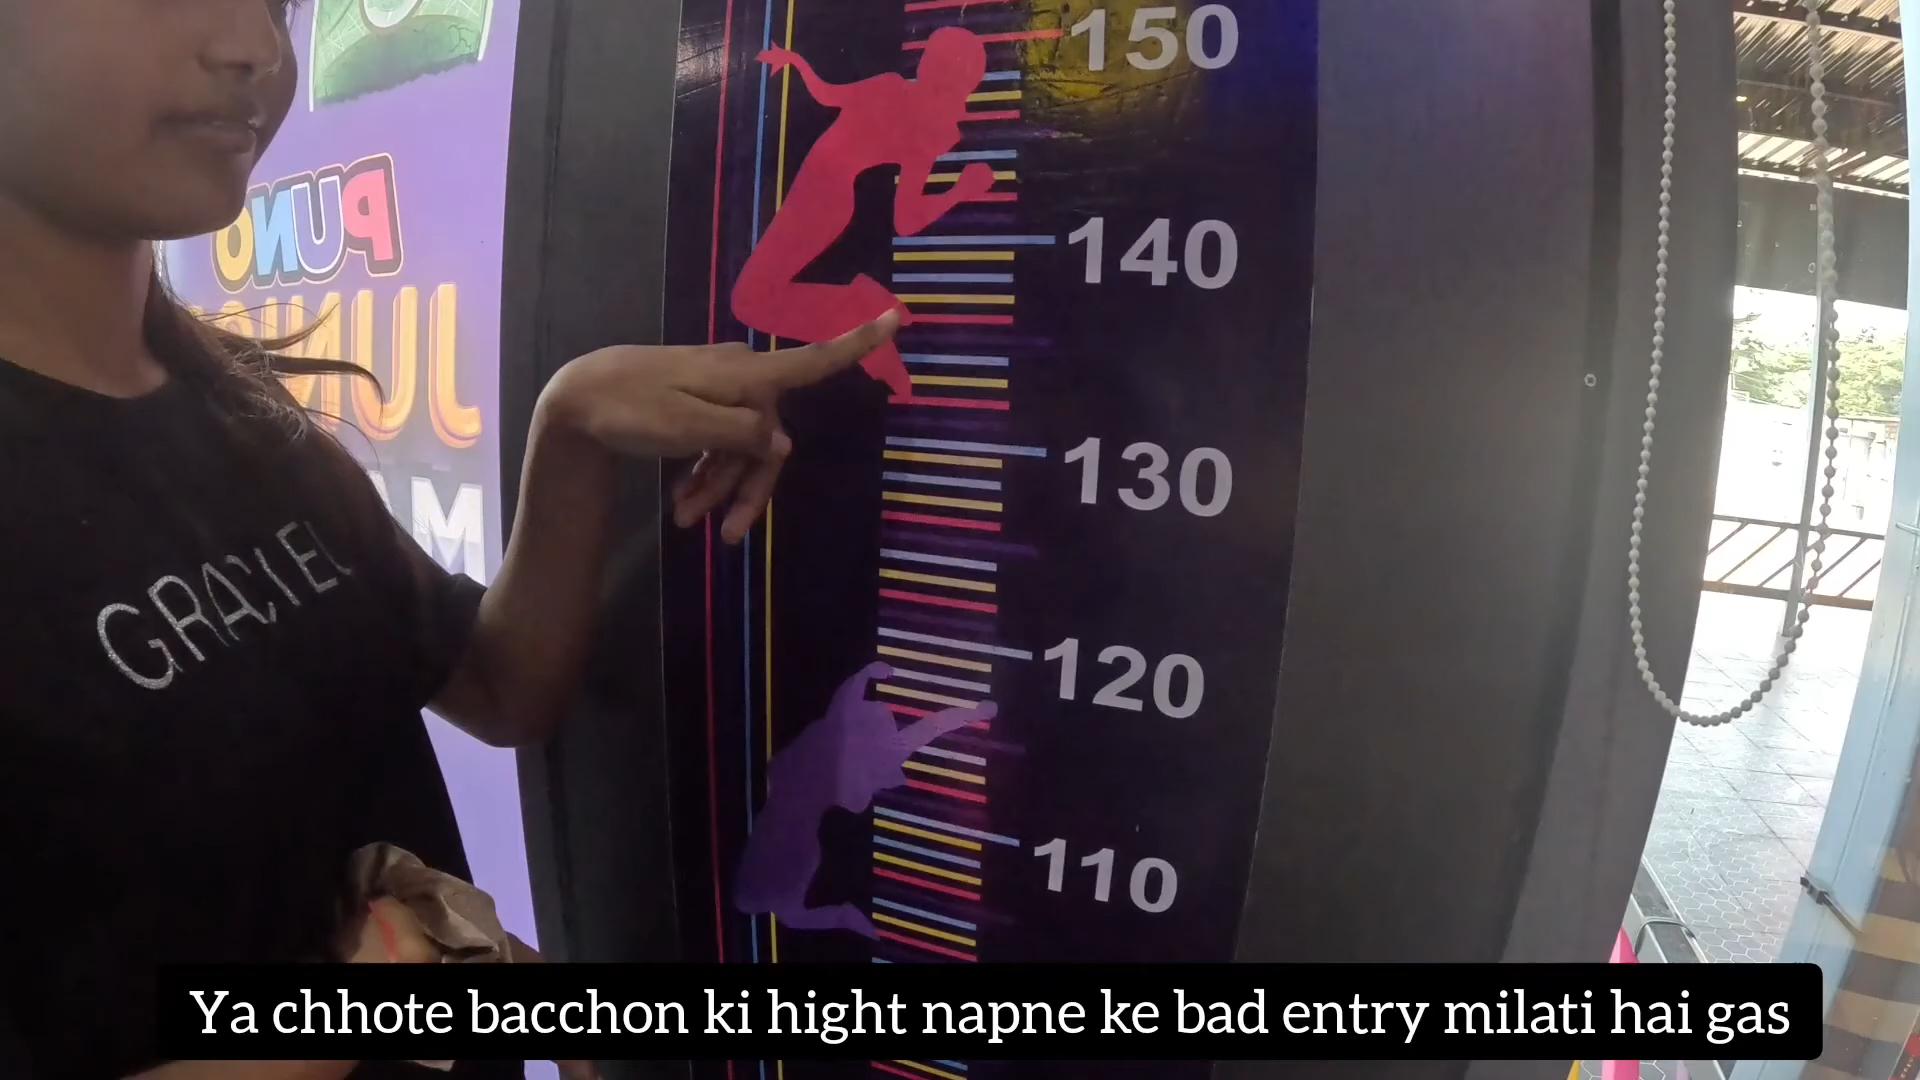 150
140
130
120
110
PUNO
JUN
GRACIEL
Ya chhote bacchon ki hight napne ke bad entry milati hai gas